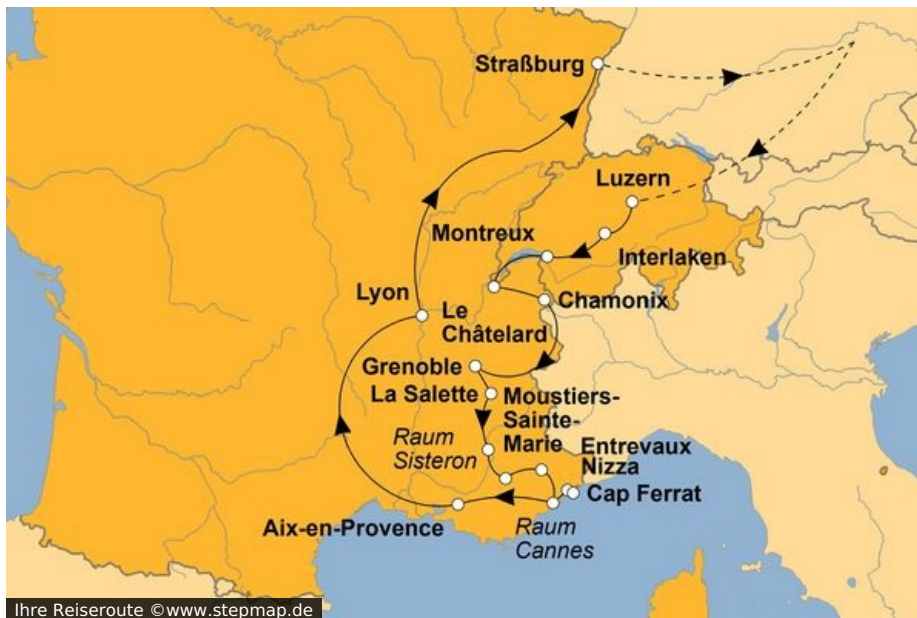 Straßburg
Luzern
Montreux
Interlaken
Lyon
Le
Châtelard
Chamonix
Grenoble
La Salette
Moustiers-
Sainte-
Marie
Raum
Sisteron
Entrevaux
Nizza
Cap Ferrat
Aix-en-Provence
Raum
Cannes
Ihre Reiseroute ©www.stepmap.de